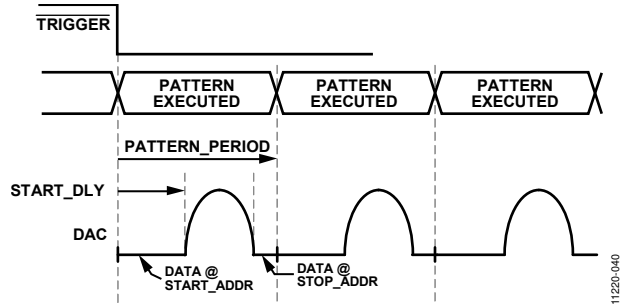 TRIGGER
PATTERN
EXECUTED
PATTERN
EXECUTED
PATTERN
EXECUTED
PATTERN_PERIOD
START_DLY
DAC
DATA @
START_ADDR
DATA @
STOP_ADDR
11220-040